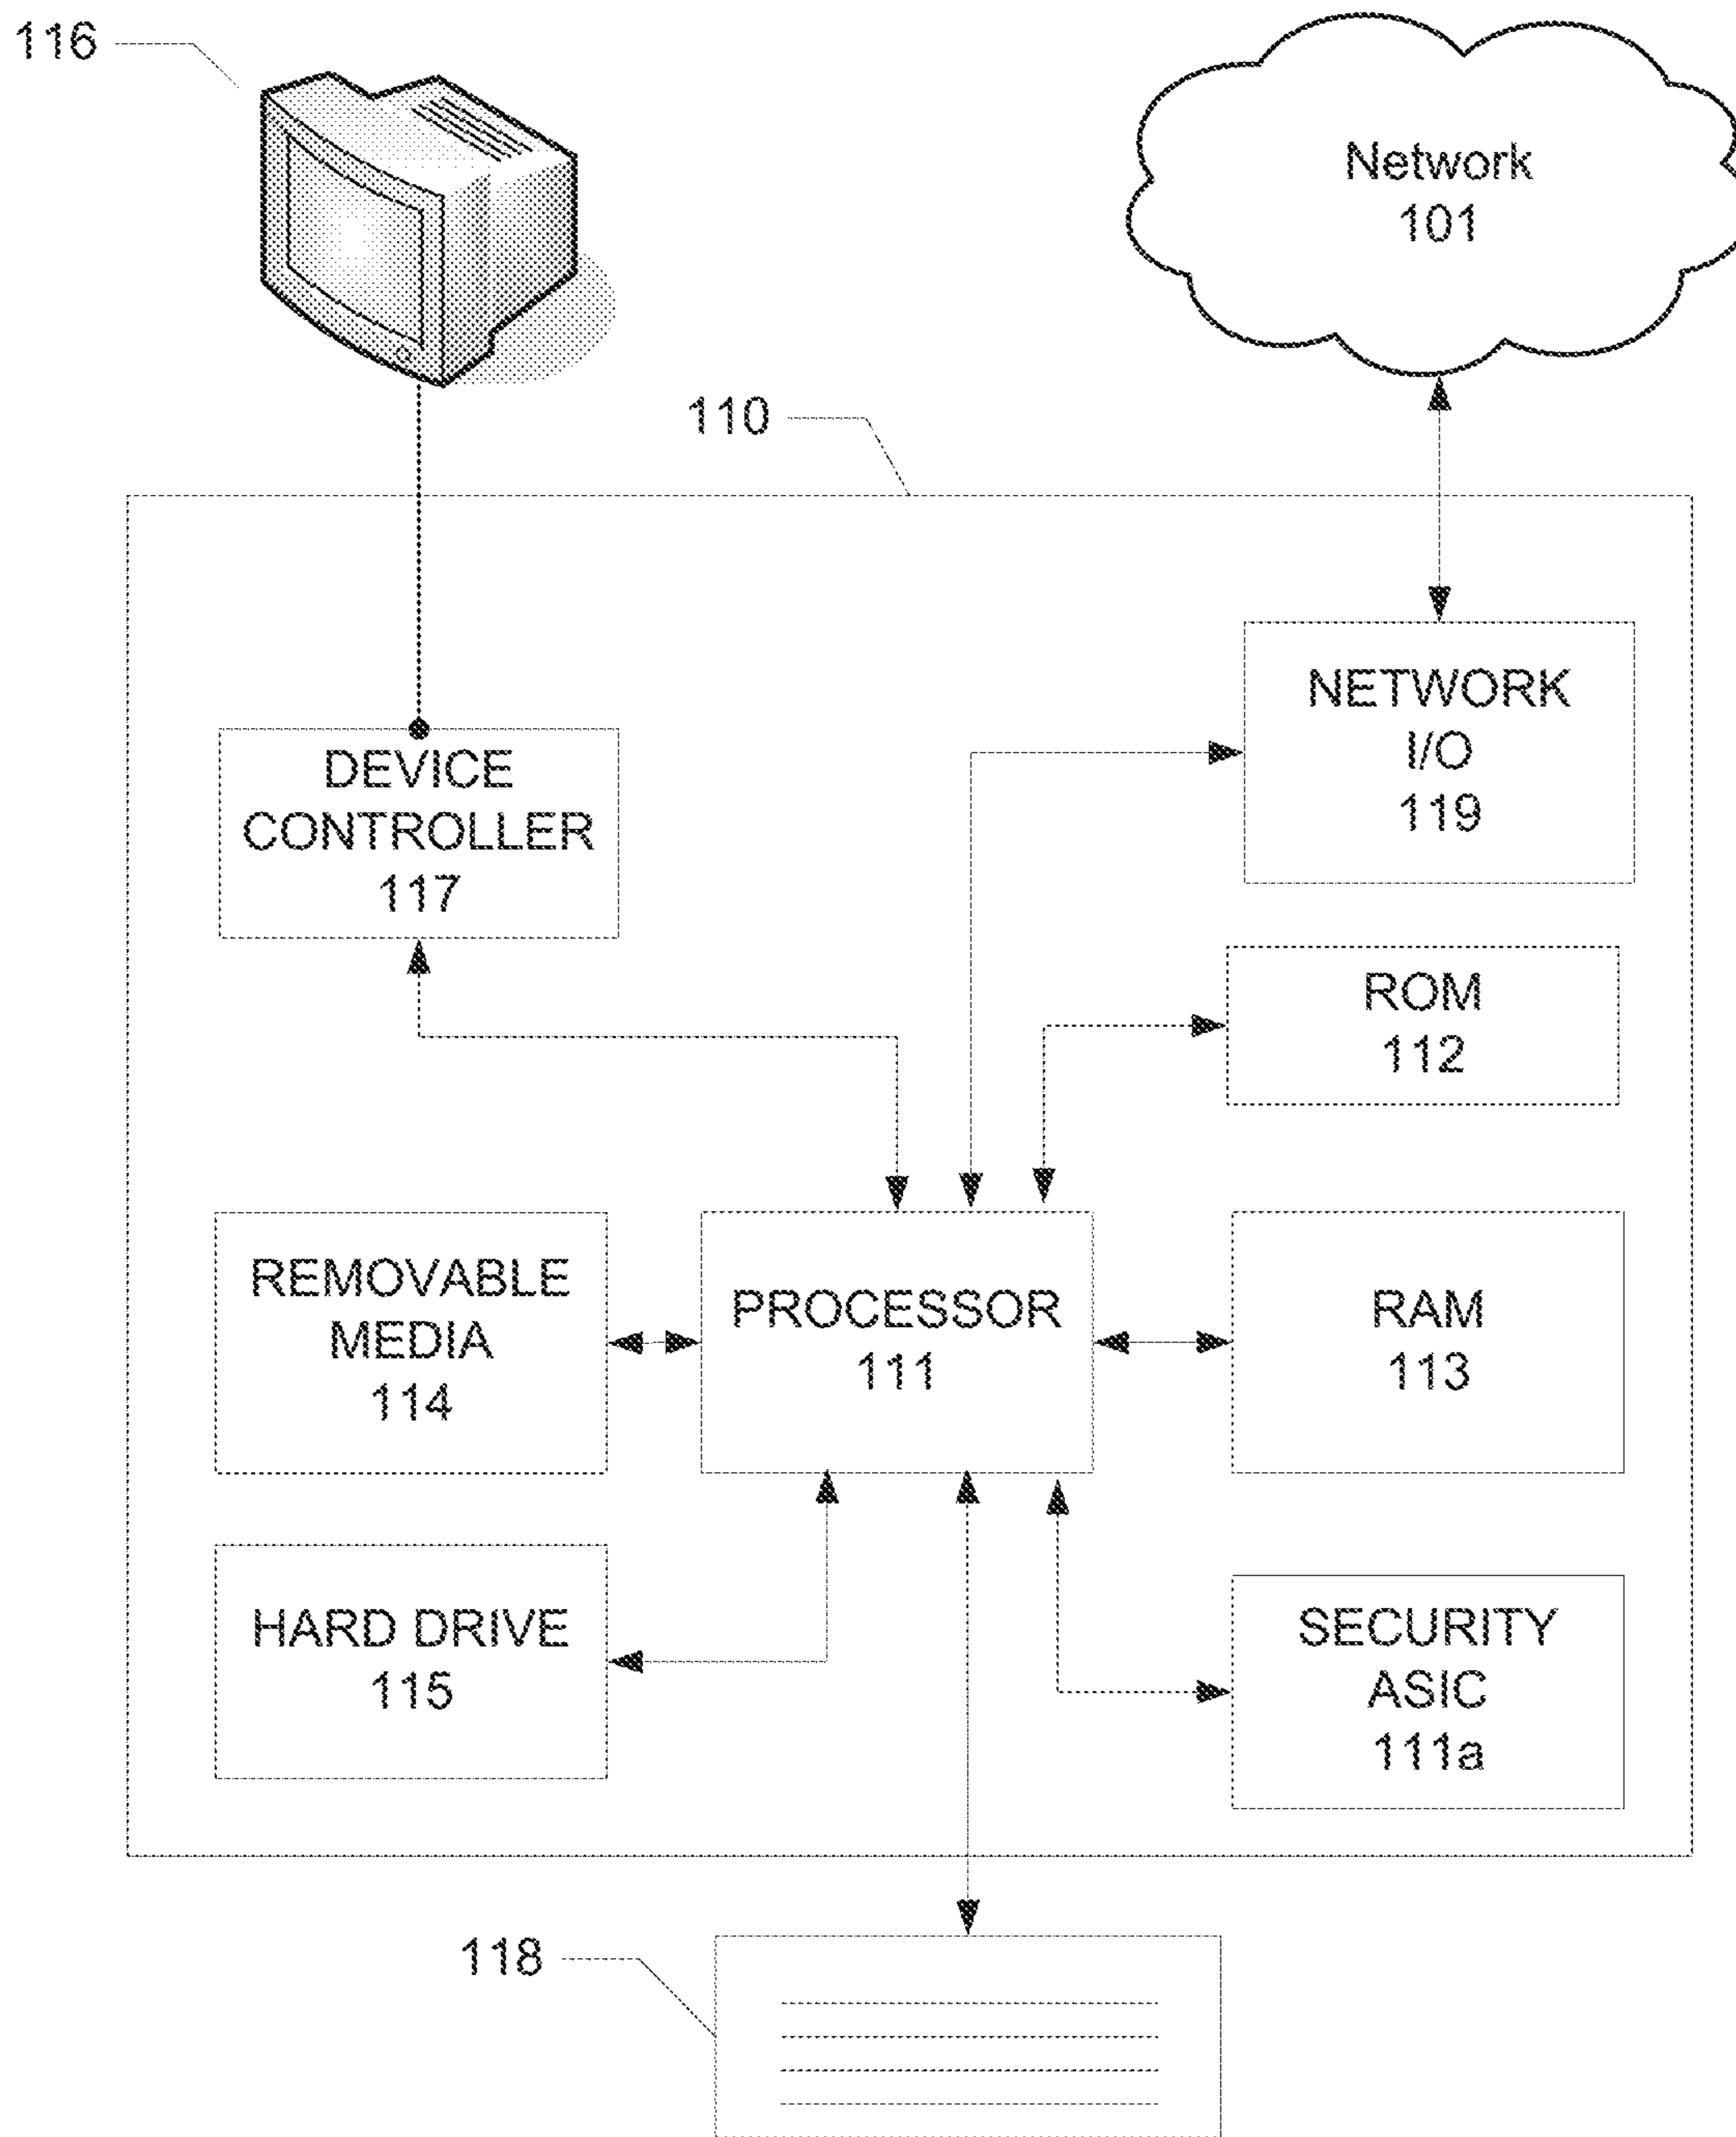 116
Network
101
110
NETWORK
I/O
119
DEVICE
CONTROLLER
117
ROM
112
REMOVABLE
MEDIA
114
PROCESSOR
111
RAM
113
HARD DRIVE
115
SECURITY
ASIC
111a
118